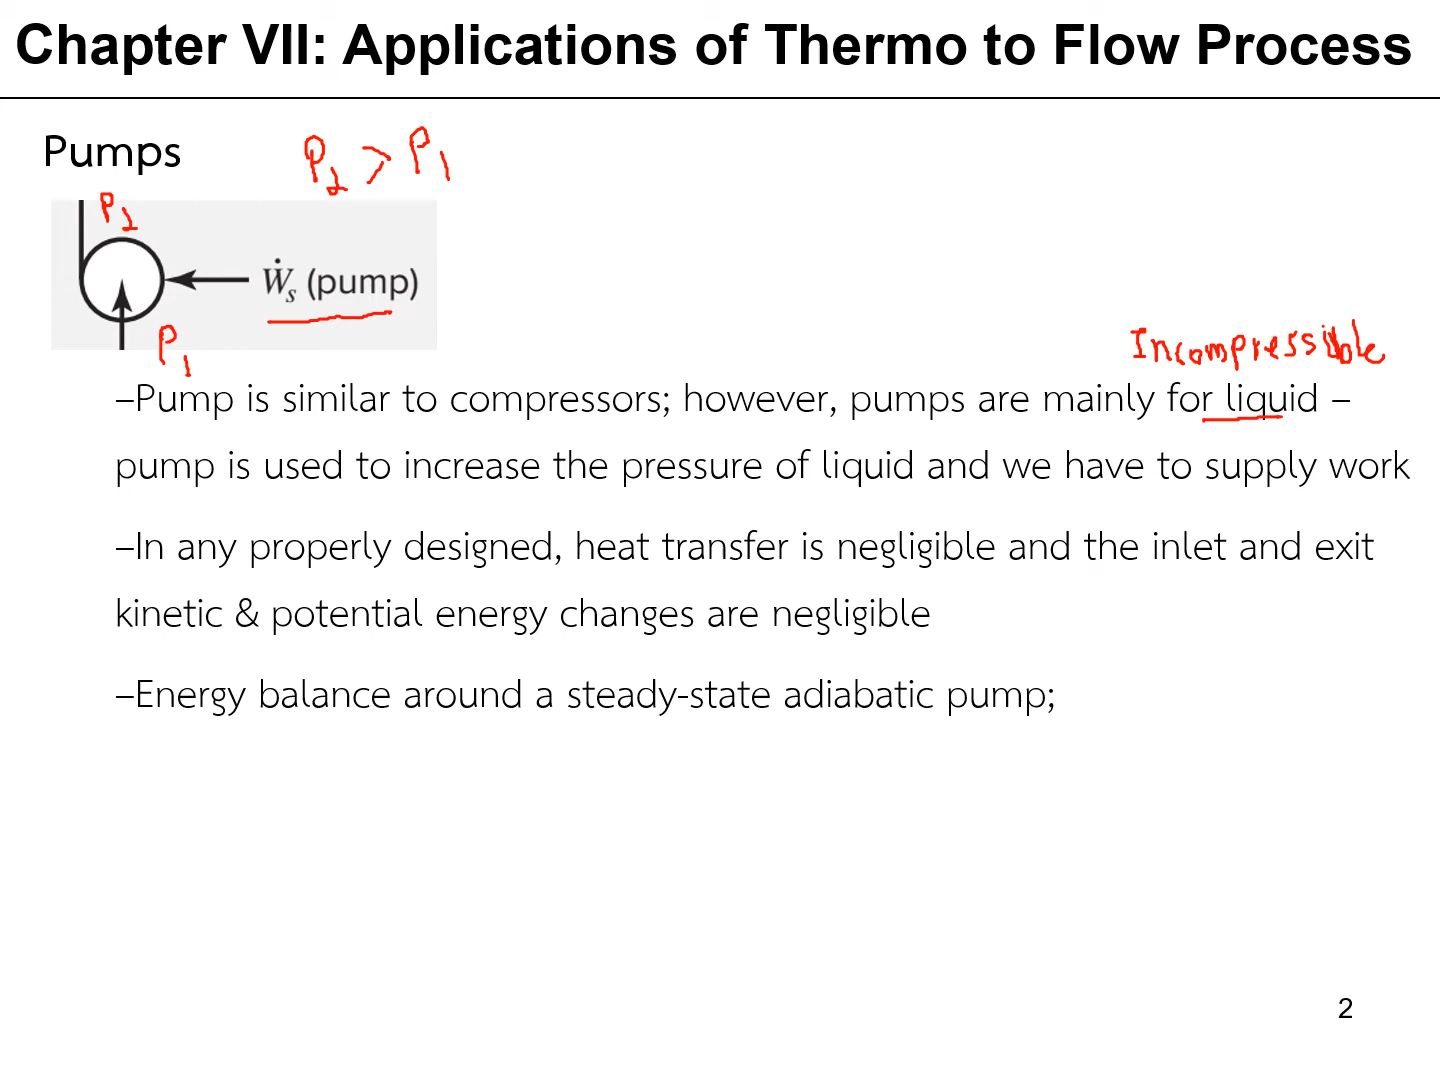 Chapter VII: Applications of Thermo to Flow Process
Pumps
P2 > P1
P2
Ẇs (pump)
P1
Incompressible
–Pump is similar to compressors; however, pumps are mainly for liquid –
pump is used to increase the pressure of liquid and we have to supply work
–In any properly designed, heat transfer is negligible and the inlet and exit
kinetic & potential energy changes are negligible
–Energy balance around a steady-state adiabatic pump;
2